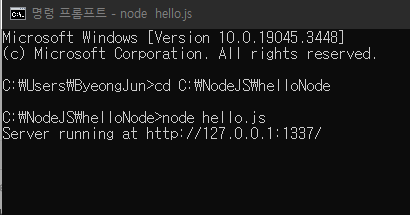 명령 프롬프트 - node hello.js
Microsoft Windows [Version 10.0.19045.3448]
(c) Microsoft Corporation. All rights reserved.
C:₩Users₩ByeongJun>cd C:₩NodeJS₩helloNode
C:₩NodeJS₩helloNode>node hello.js
Server running at http://127.0.0.1:1337/